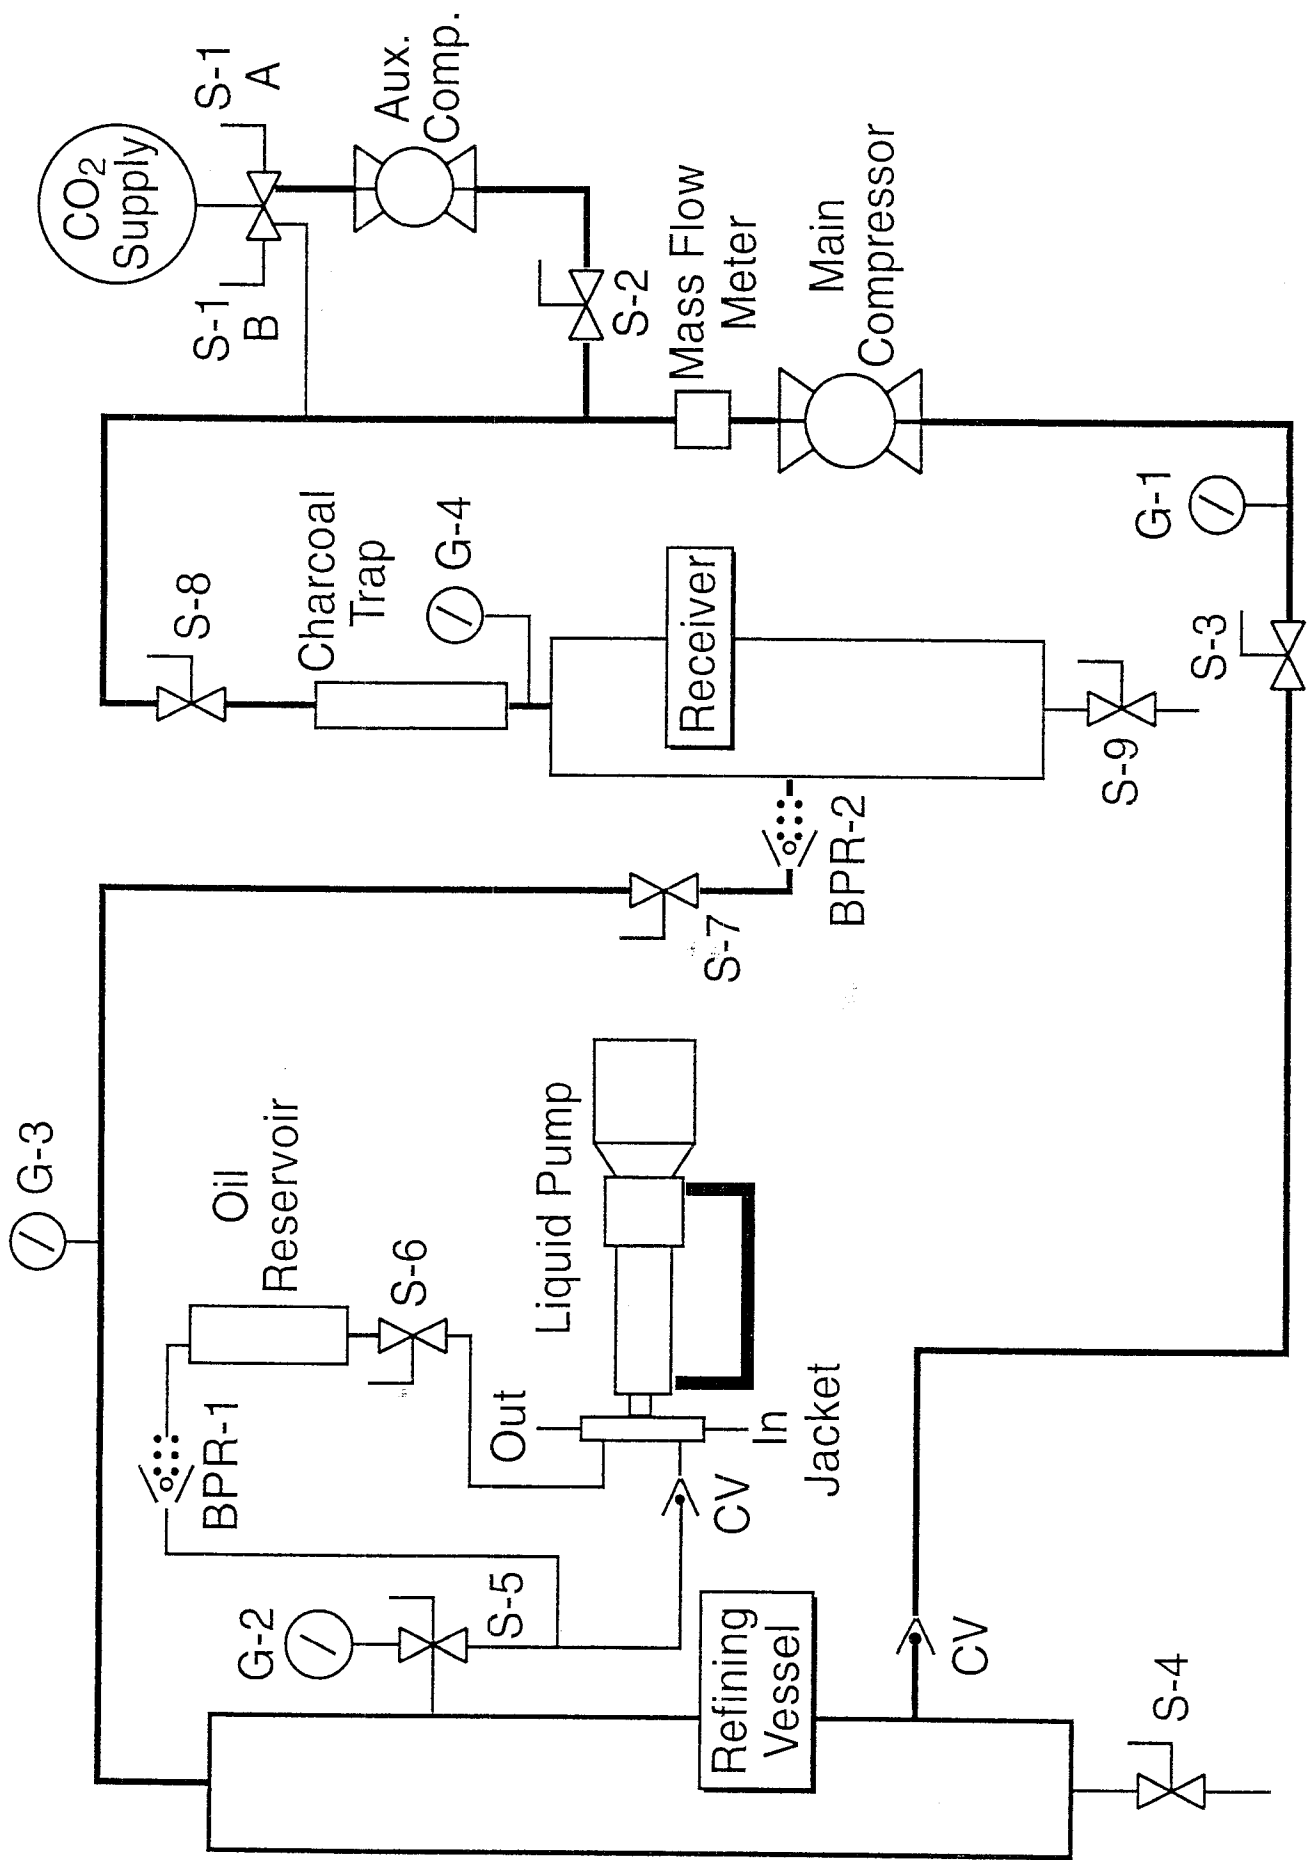 CO2
Supply
S-1
A
S-1
B
Aux.
Comp.
S-2
Mass Flow
Meter
Main
Compressor
S-8
Charcoal
Trap
G-4
Receiver
G-1
S-3
S-9
BPR-2
S-7
G-3
Oil
Reservoir
S-6
Liquid Pump
Out
In
Jacket
BPR-1
CV
G-2
S-5
Refining
Vessel
CV
S-4